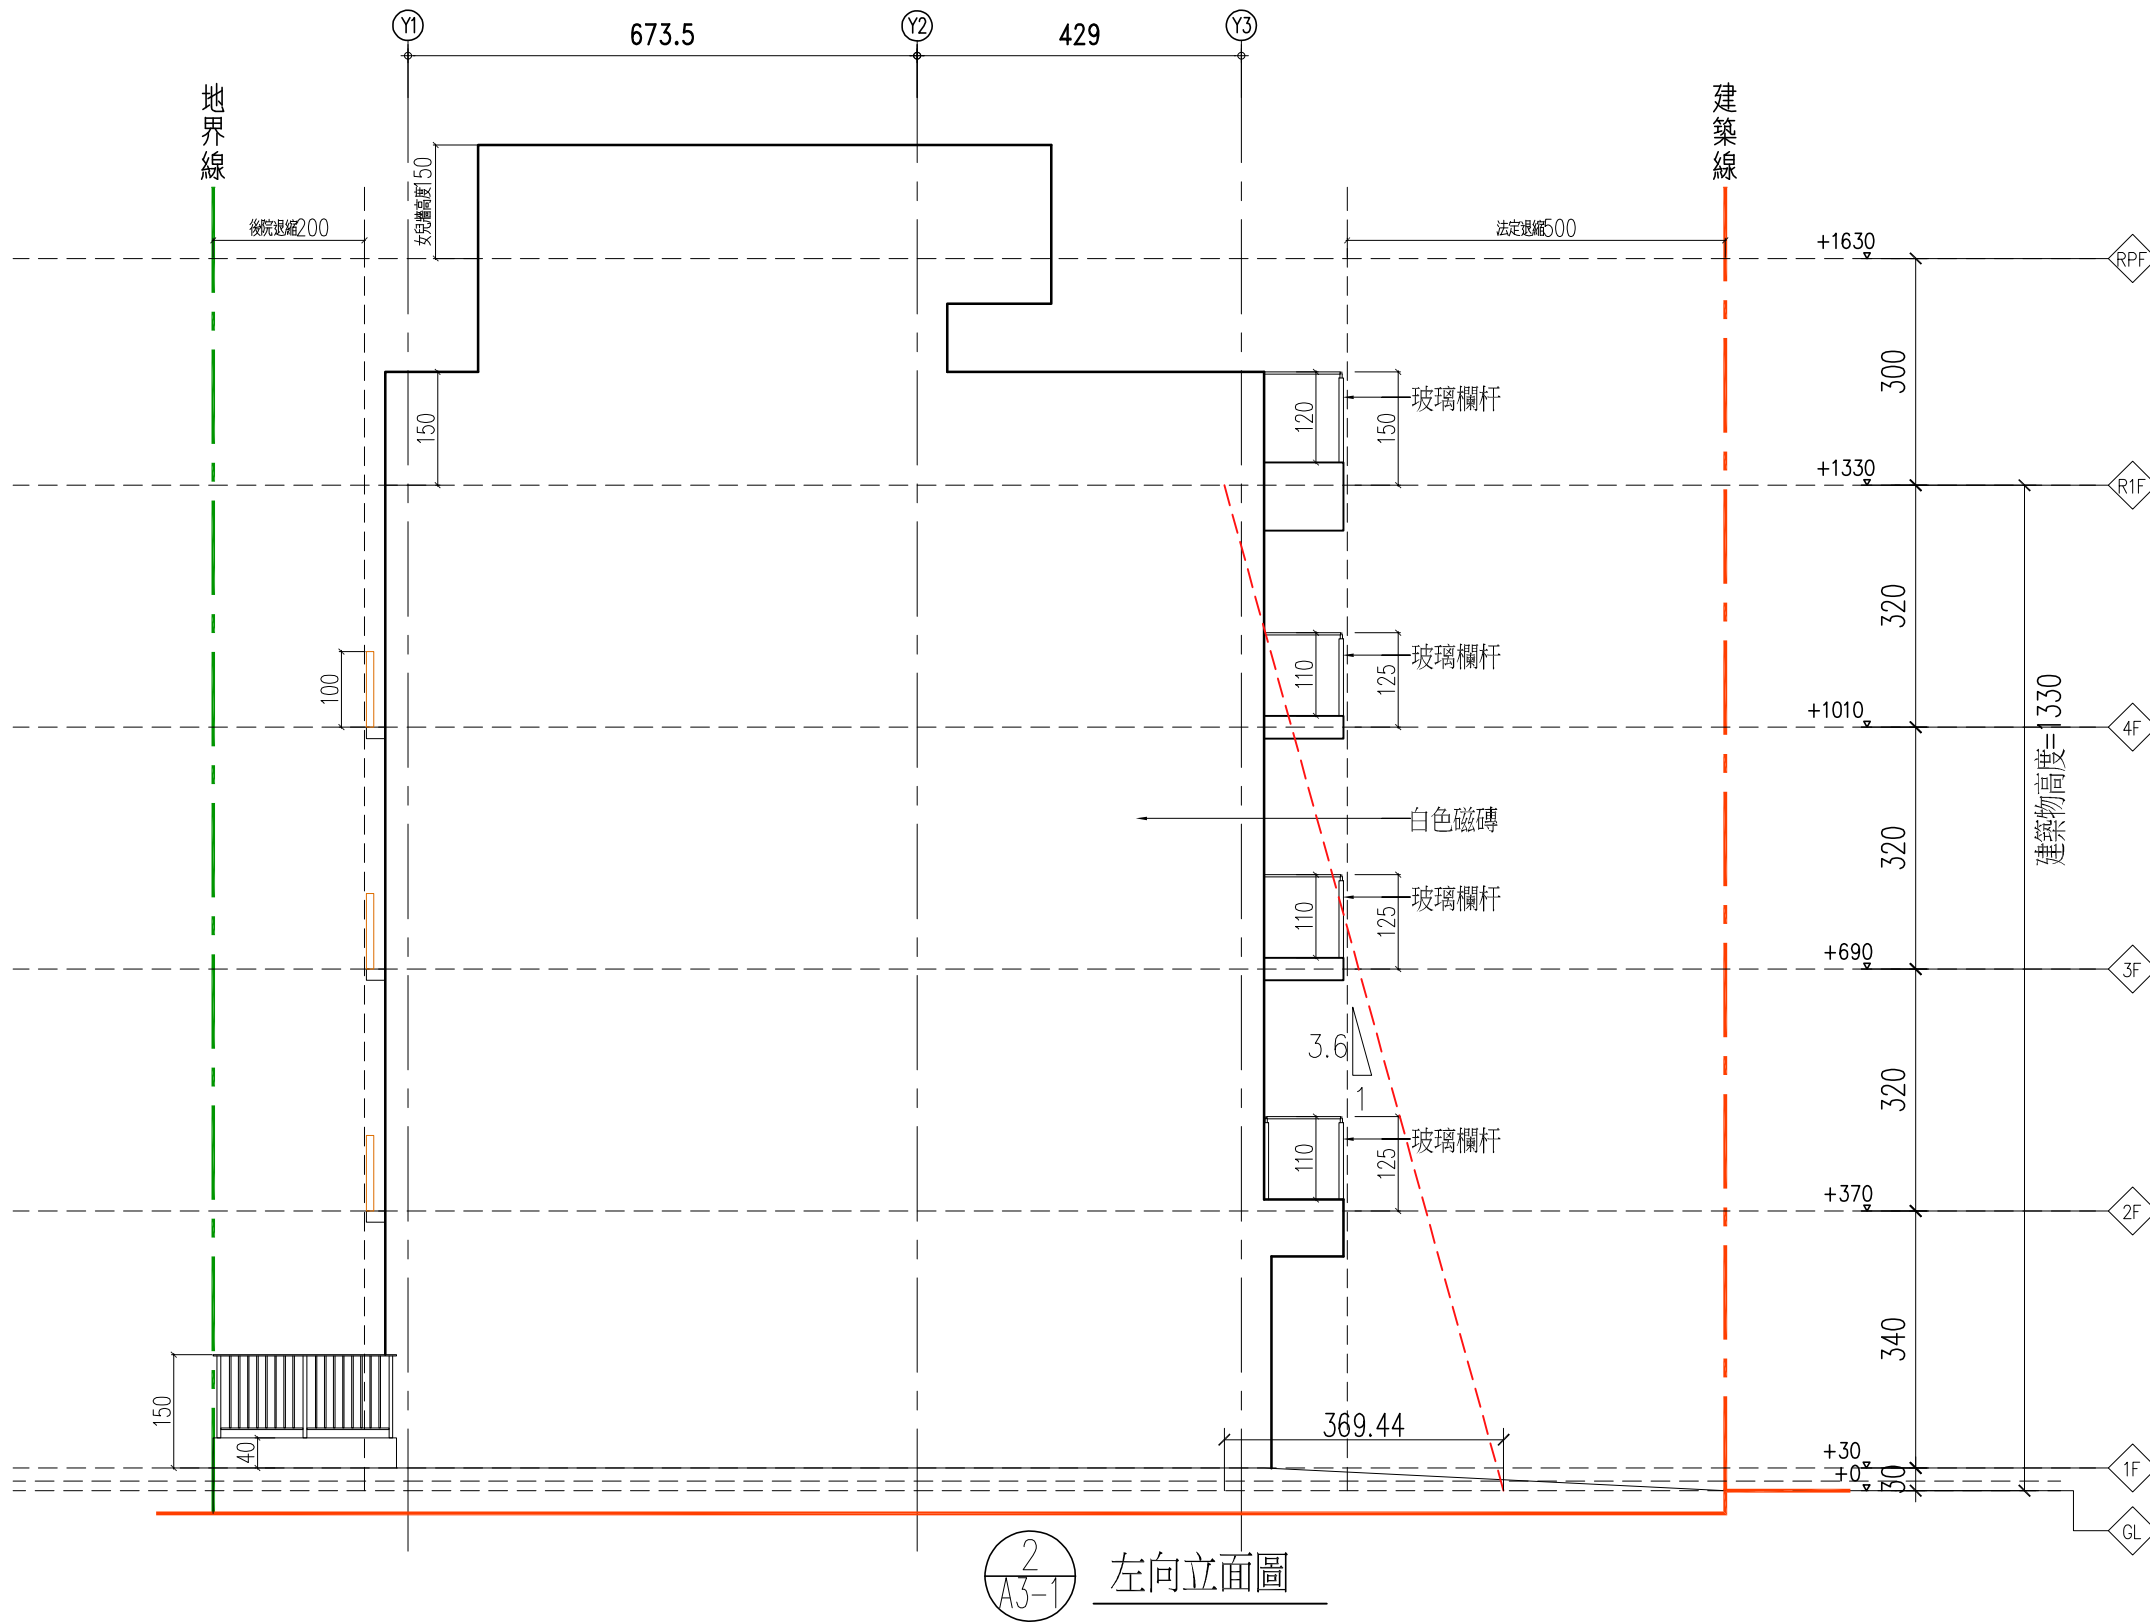 Y1
Y2
Y3
673.5
429
地界線
建築線
女兒牆高度150
後院退縮200
法定退縮500
+1630
RPF
300
150
120
150
玻璃欄杆
+1330
R1F
320
100
110
125
玻璃欄杆
+1010
4F
建築物高度=1330
白色磁磚
320
110
125
玻璃欄杆
+690
3F
3.6
1
320
110
125
玻璃欄杆
+370
2F
340
150
40
369.44
+30
1F
+0
30
GL
2
A3-1
左向立面圖